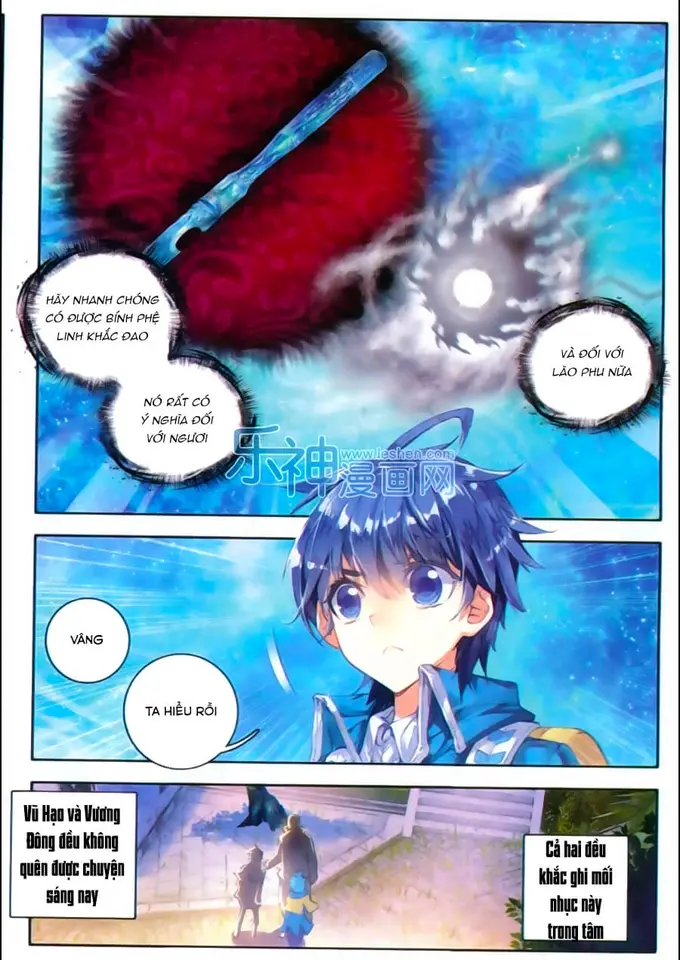 HÃY NHANH CHÓNG
CÓ ĐƯỢC BÍNH PHỆ
LINH KHẮC ĐAO
NÓ RẤT CÓ
Ý NGHĨA ĐỐI
VỚI NGƯƠI
VÀ ĐỐI VỚI
LÃO PHU NỮA
www.leshen.com
乐神漫画网
VÂNG
TA HIỂU RỒI
Vũ Hạo và Vương
Đông đều không
quên được chuyện
sáng nay
Cả hai đều
khắc ghi mối
nhục này
trong tâm